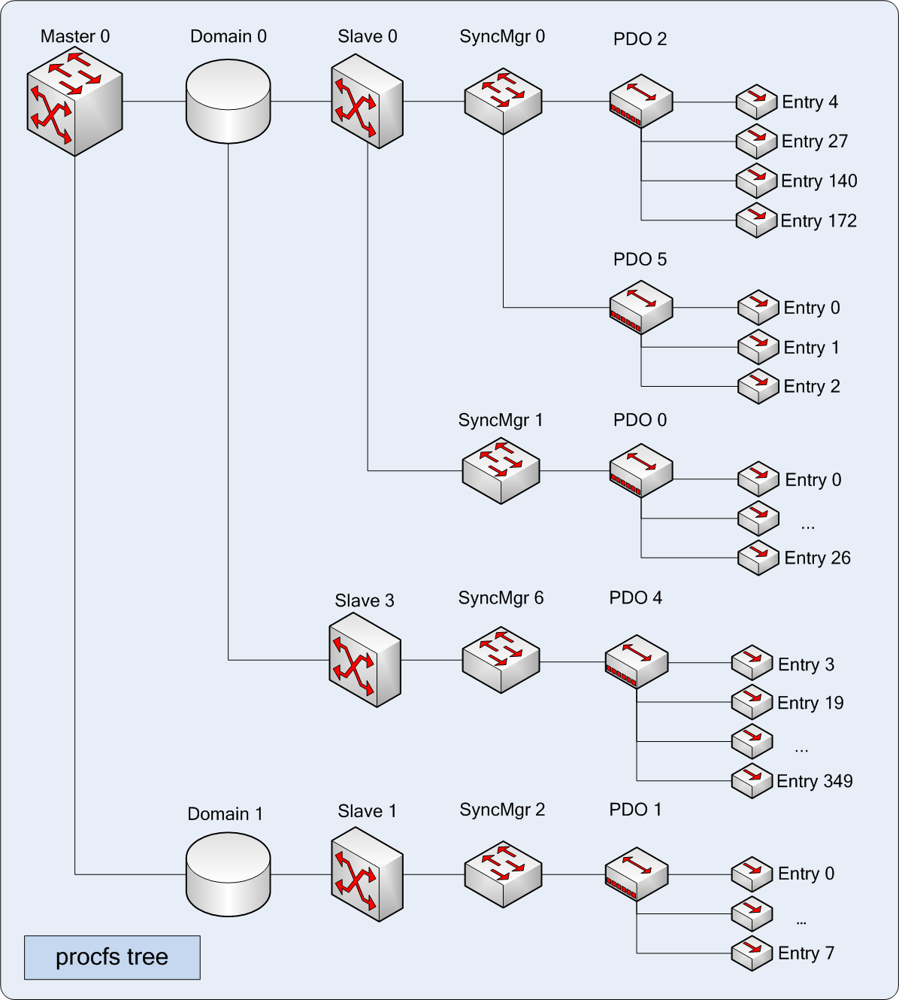 Master 0
Domain 0
Slave 0
SyncMgr 0
PDO 2
Entry 4
Entry 27
Entry 140
Entry 172
PDO 5
Entry 0
Entry 1
Entry 2
SyncMgr 1
PDO 0
Entry 0
...
Entry 26
Slave 3
SyncMgr 6
PDO 4
Entry 3
Entry 19
...
Entry 349
Domain 1
Slave 1
SyncMgr 2
PDO 1
Entry 0
...
Entry 7
procfs tree